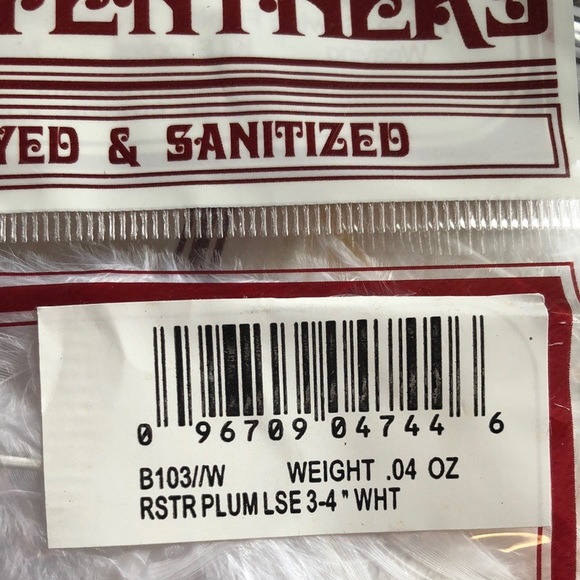 YED & SANITIZED
0 96709 04744 6
B103//W WEIGHT .04 OZ
RSTR PLUM LSE 3-4 " WHT